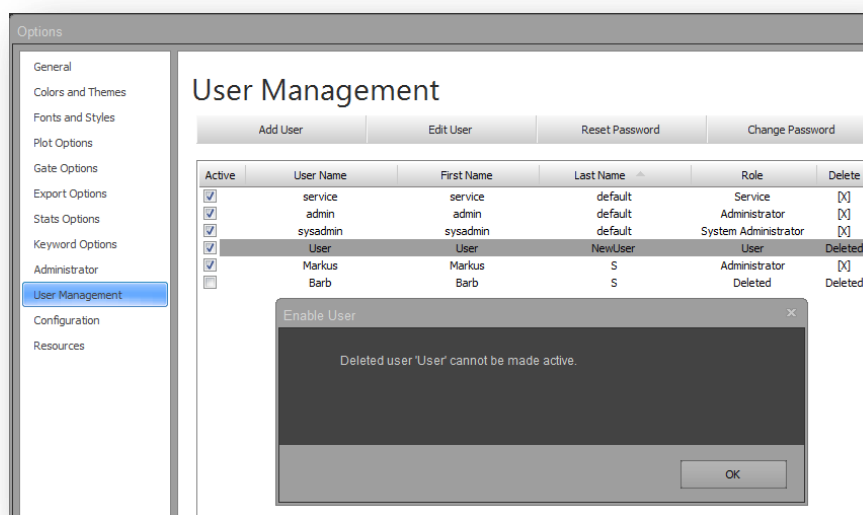 Options
General
Colors and Themes
Fonts and Styles
Plot Options
Gate Options
Export Options
Stats Options
Keyword Options
Administrator
User Management
Configuration
Resources
User Management
Add User Edit User Reset Password Change Password
Active User Name First Name Last Name Role Delete
service service default Service [X]
admin admin default Administrator [X]
sysadmin sysadmin default System Administrator [X]
User User NewUser User Deleted
Markus Markus S Administrator [X]
Barb Barb S Deleted Deleted
Enable User ×
Deleted user 'User' cannot be made active.
OK